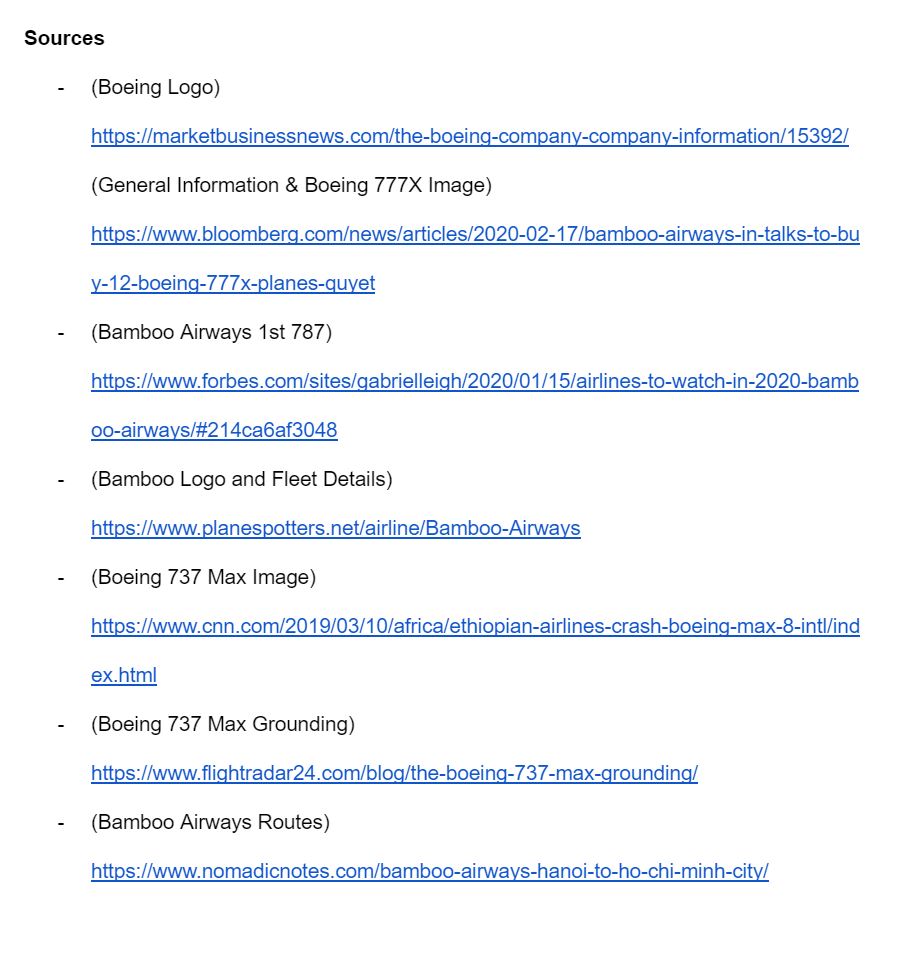 Sources
- (Boeing Logo)
https://marketbusinessnews.com/the-boeing-company-company-information/15392/
(General Information & Boeing 777X Image)
https://www.bloomberg.com/news/articles/2020-02-17/bamboo-airways-in-talks-to-bu
y-12-boeing-777x-planes-quyet
- (Bamboo Airways 1st 787)
https://www.forbes.com/sites/gabrielleigh/2020/01/15/airlines-to-watch-in-2020-bamb
oo-airways/#214ca6af3048
- (Bamboo Logo and Fleet Details)
https://www.planespotters.net/airline/Bamboo-Airways
- (Boeing 737 Max Image)
https://www.cnn.com/2019/03/10/africa/ethiopian-airlines-crash-boeing-max-8-intl/ind
ex.html
- (Boeing 737 Max Grounding)
https://www.flightradar24.com/blog/the-boeing-737-max-grounding/
- (Bamboo Airways Routes)
https://www.nomadicnotes.com/bamboo-airways-hanoi-to-ho-chi-minh-city/